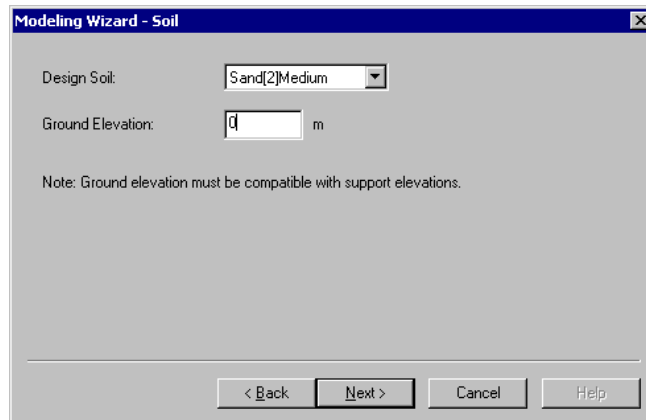 Modeling Wizard - Soil
Design Soil: Sand[2]Medium
Ground Elevation: 0 m
Note: Ground elevation must be compatible with support elevations.
< Back Next > Cancel Help